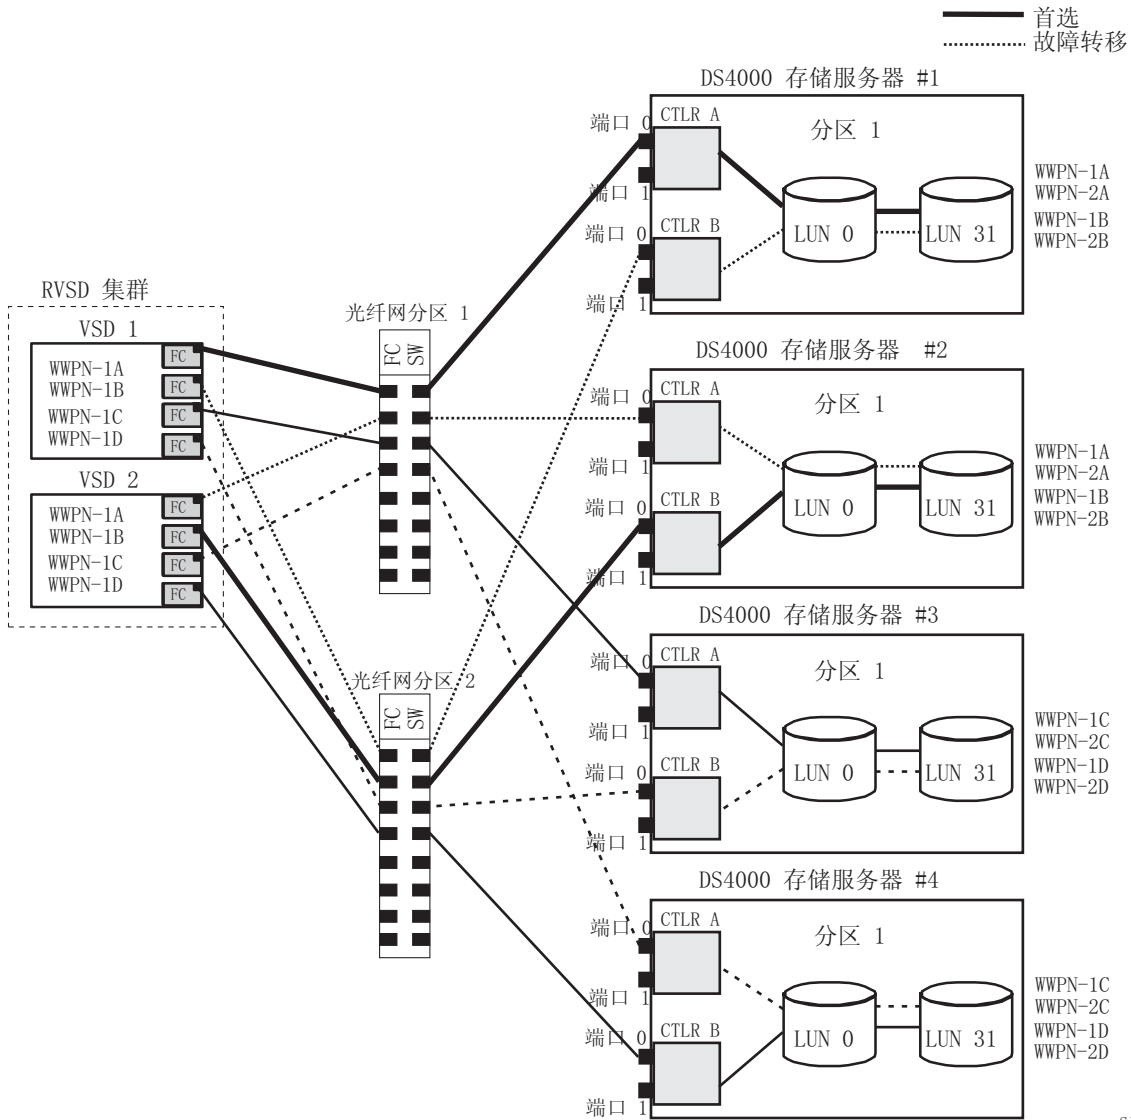 首选
故障转移
DS4000 存储服务器 #1
端口 0
CTLR A
分区 1
端口 1
LUN 0
LUN 31
端口 0
CTLR B
端口 1
WWPN-1A
WWPN-2A
WWPN-1B
WWPN-2B
RVSD 集群
VSD 1
WWPN-1A
WWPN-1B
WWPN-1C
WWPN-1D
FC
FC
FC
FC
VSD 2
WWPN-1A
WWPN-1B
WWPN-1C
WWPN-1D
FC
FC
FC
FC
光纤网分区 1
FC
SW
光纤网分区 2
FC
SW
DS4000 存储服务器 #2
端口 0
CTLR A
分区 1
端口 1
LUN 0
LUN 31
端口 0
CTLR B
端口 1
WWPN-1A
WWPN-2A
WWPN-1B
WWPN-2B
DS4000 存储服务器 #3
端口 0
CTLR A
分区 1
端口 1
LUN 0
LUN 31
端口 0
CTLR B
端口 1
WWPN-1C
WWPN-2C
WWPN-1D
WWPN-2D
DS4000 存储服务器 #4
端口 0
CTLR A
分区 1
端口 1
LUN 0
LUN 31
端口 0
CTLR B
端口 1
WWPN-1C
WWPN-2C
WWPN-1D
WWPN-2D